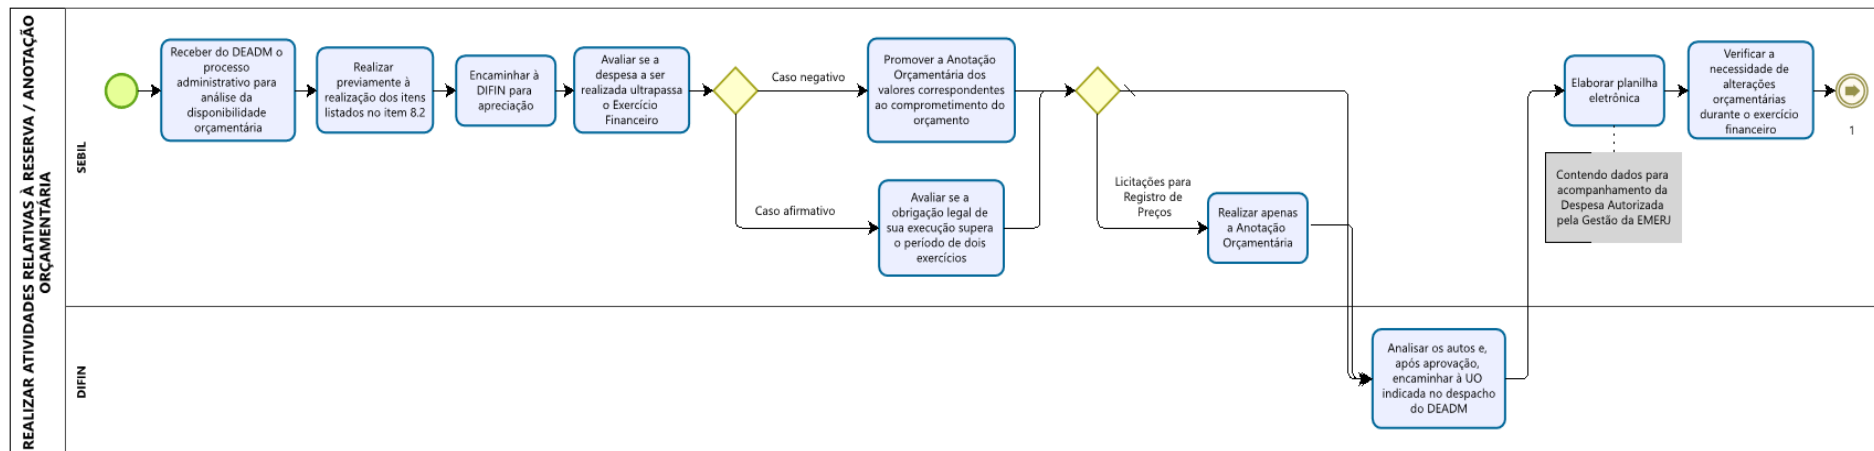 REALIZAR ATIVIDADES RELATIVAS À RESERVA / ANOTAÇÃO
ORÇAMENTÁRIA
SEBIL
Receber do DEADM o
processo
administrativo para
análise da
disponibilidade
orçamentária
Realizar
previamente à
realização dos itens
listados no item 8.2
Encaminhar à
DIFIN para
apreciação
Avaliar se a
despesa a ser
realizada ultrapassa
o Exercício
Financeiro
Caso negativo
Promover a Anotação
Orçamentária dos
valores correspondentes
ao comprometimento do
orçamento
Caso afirmativo
Avaliar se a
obrigação legal de
sua execução supera
o período de dois
exercícios
Licitações para
Registro de
Preços
Realizar apenas
a Anotação
Orçamentária
Elaborar planilha
eletrônica
Contendo dados para
acompanhamento da
Despesa Autorizada
pela Gestão da EMERJ
Verificar a
necessidade de
alterações
orçamentárias
durante o exercício
financeiro
1
DIFIN
Analisar os autos e,
após aprovação,
encaminhar à UO
indicada no despacho
do DEADM